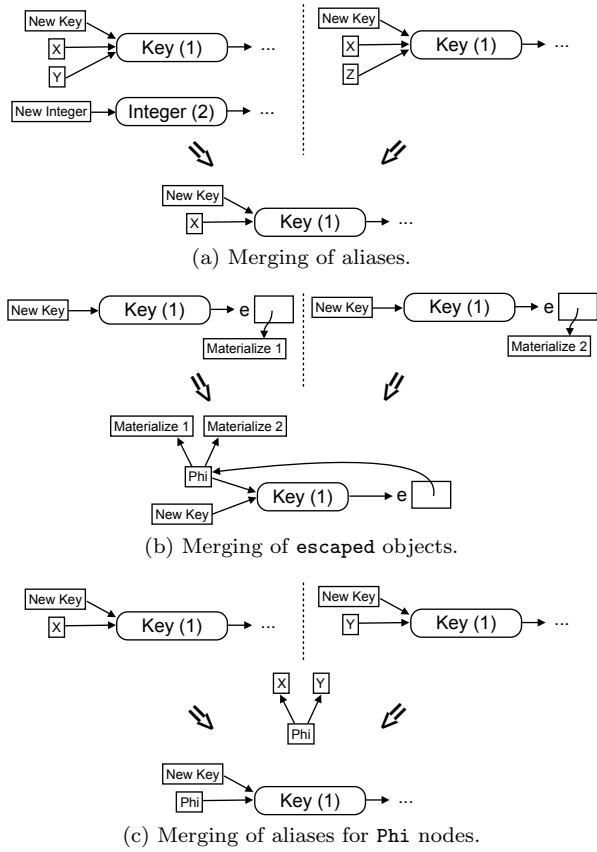 New Key
X
Y
Key (1)
...
New Integer
Integer (2)
...
New Key
X
Z
Key (1)
...
New Key
X
Key (1)
...
(a) Merging of aliases.
New Key
Key (1)
e
Materialize 1
New Key
Key (1)
e
Materialize 2
Materialize 1
Materialize 2
Phi
New Key
Key (1)
e
(b) Merging of escaped objects.
New Key
X
Key (1)
...
New Key
Y
Key (1)
...
X
Y
Phi
New Key
Phi
Key (1)
...
(c) Merging of aliases for Phi nodes.